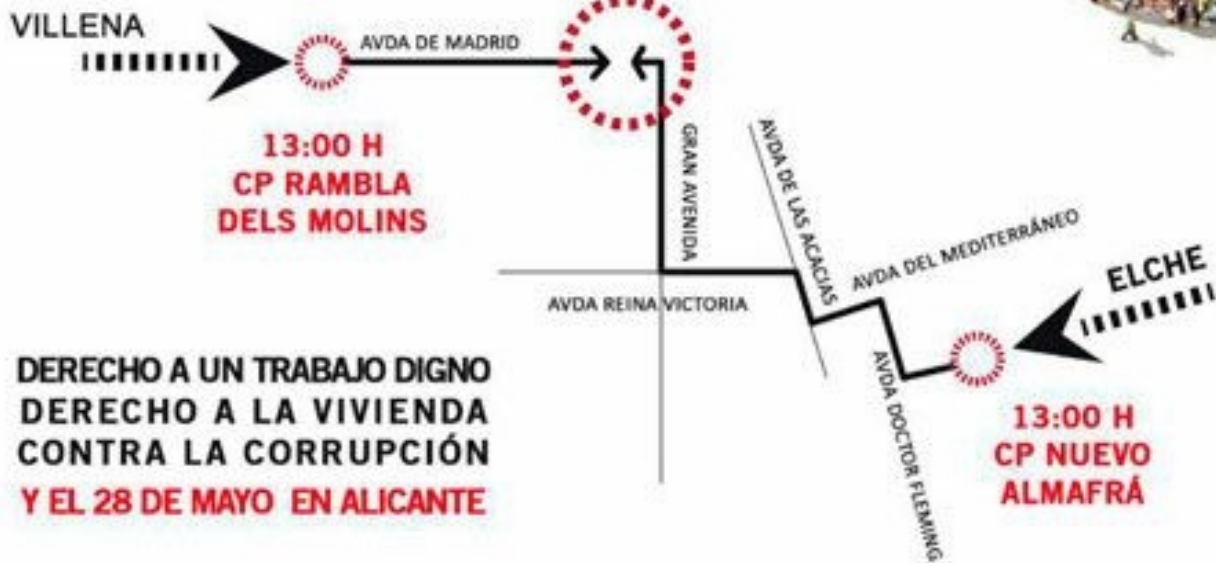 VILLENA
AVDA DE MADRID
13:00 H
CP RAMBLA
DELS MOLINS
GRAN AVENIDA
AVDA DE LAS ACACIAS
AVDA DEL MEDITERRÁNEO
ELCHE
AVDA REINA VICTORIA
AVDA DOCTOR FLEMING
13:00 H
CP NUEVO
ALMAFRÁ
DERECHO A UN TRABAJO DIGNO
DERECHO A LA VIVIENDA
CONTRA LA CORRUPCIÓN
Y EL 28 DE MAYO EN ALICANTE